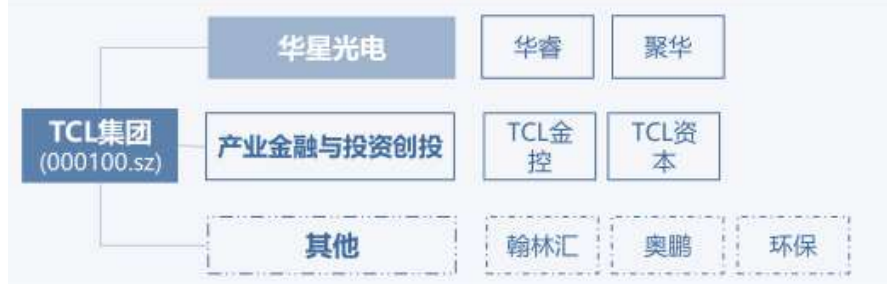 华星光电
华睿
聚华
TCL集团
(000100.sz)
产业金融与投资创投
TCL金
控
TCL资
本
其他
翰林汇
奥鹏
环保